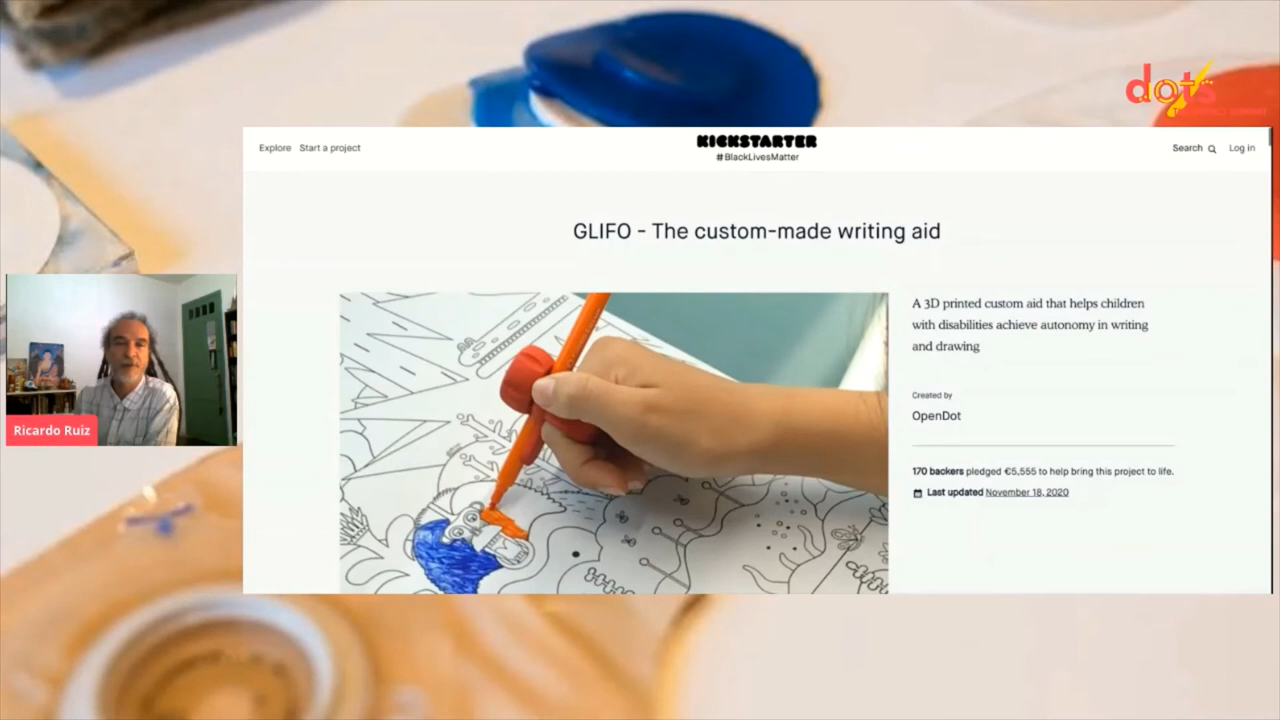 dots
Explore Start a project
KICKSTARTER
#BlackLivesMatter
Search Log in
GLIFO - The custom-made writing aid
A 3D printed custom aid that helps children
with disabilities achieve autonomy in writing
and drawing
Created by
OpenDot
170 backers pledged €5,555 to help bring this project to life.
Last updated November 18, 2020
Ricardo Ruiz